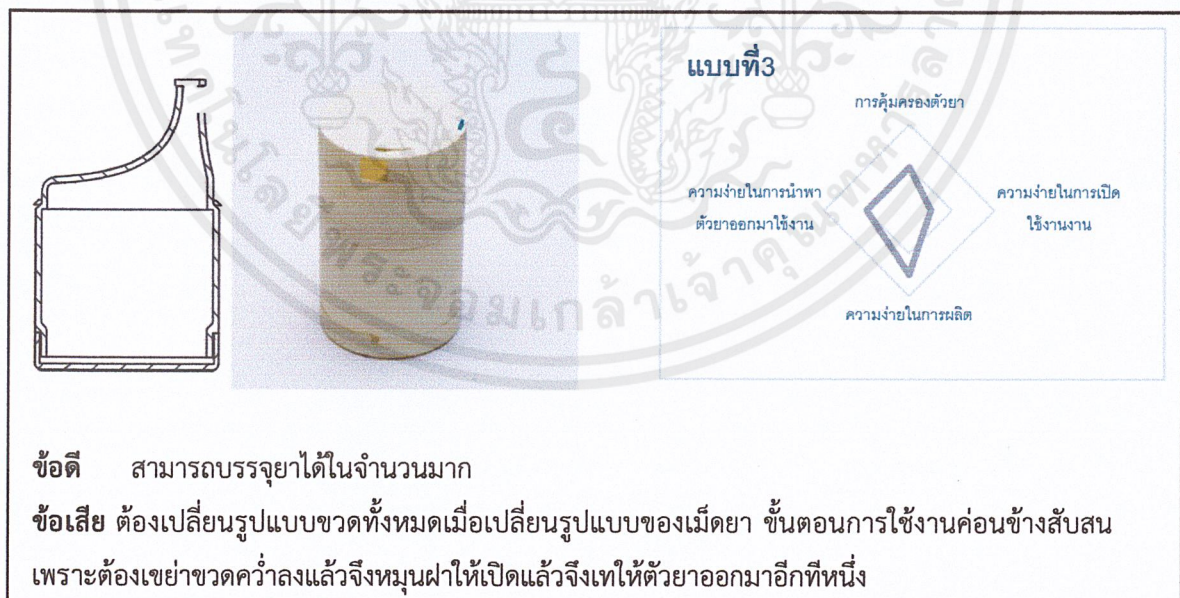 แบบที่3
การคุ้มครองตัวยา
ความง่ายในการนำพา
ตัวยาออกมาใช้งาน
ความง่ายในการเปิด
ใช้งานงาน
ความง่ายในการผลิต
ข้อดี สามารถบรรจุยาได้ในจำนวนมาก
ข้อเสีย ต้องเปลี่ยนรูปแบบขวดทั้งหมดเมื่อเปลี่ยนรูปแบบของเม็ดยา ขั้นตอนการใช้งานค่อนข้างสับสน
เพราะต้องเขย่าขวดคว่ำลงแล้วจึงหมุนฝาให้เปิดแล้วจึงเทให้ตัวยาออกมาอีกทีหนึ่ง